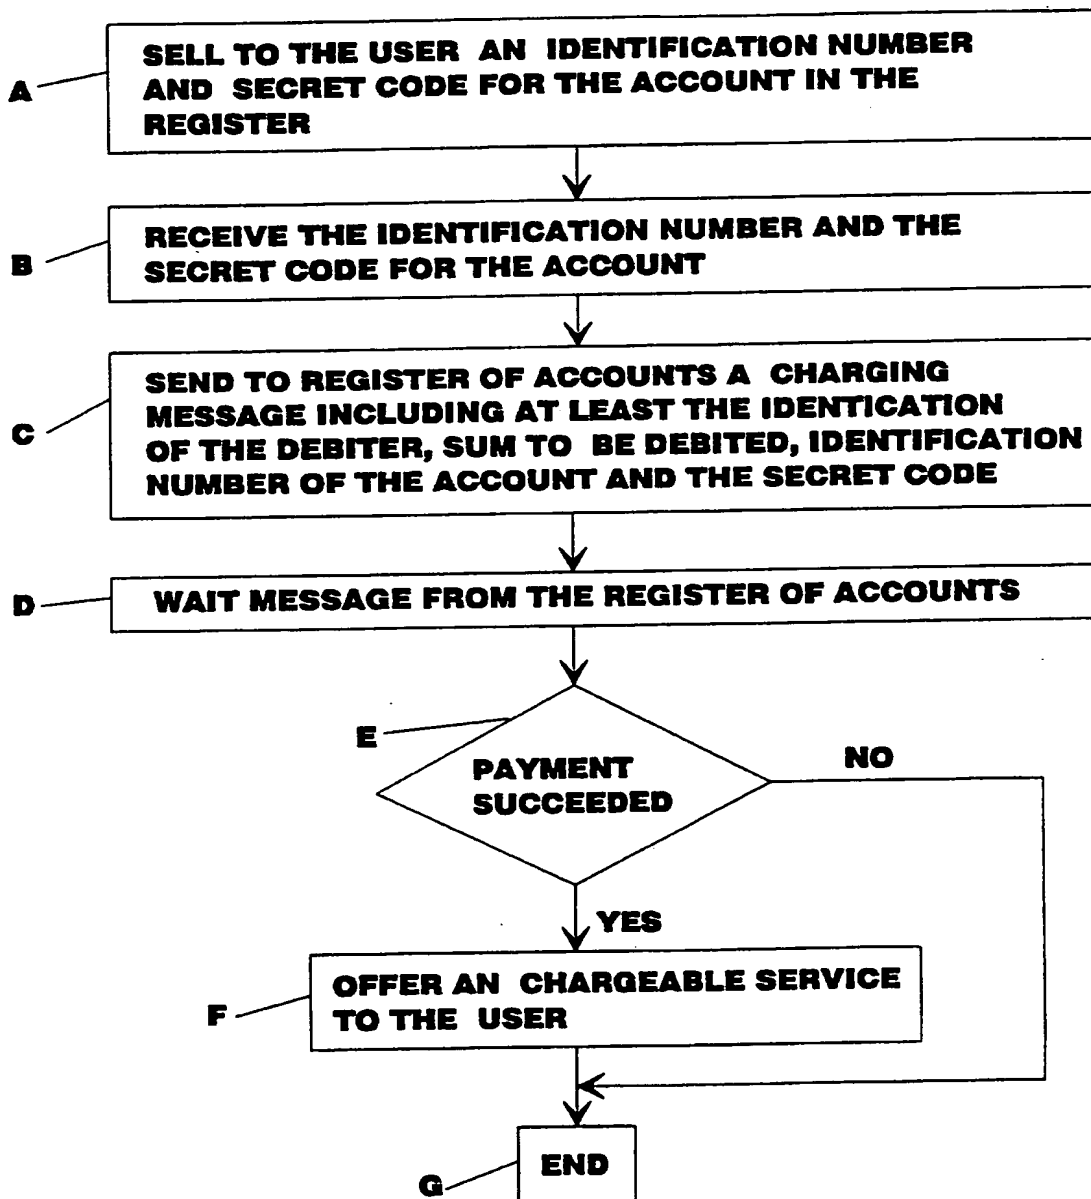 A
SELL TO THE USER AN IDENTIFICATION NUMBER
AND SECRET CODE FOR THE ACCOUNT IN THE
REGISTER
B
RECEIVE THE IDENTIFICATION NUMBER AND THE
SECRET CODE FOR THE ACCOUNT
C
SEND TO REGISTER OF ACCOUNTS A CHARGING
MESSAGE INCLUDING AT LEAST THE IDENTICATION
OF THE DEBITER, SUM TO BE DEBITED, IDENTIFICATION
NUMBER OF THE ACCOUNT AND THE SECRET CODE
D
WAIT MESSAGE FROM THE REGISTER OF ACCOUNTS
E
PAYMENT
SUCCEEDED
NO
YES
F
OFFER AN CHARGEABLE SERVICE
TO THE USER
G
END